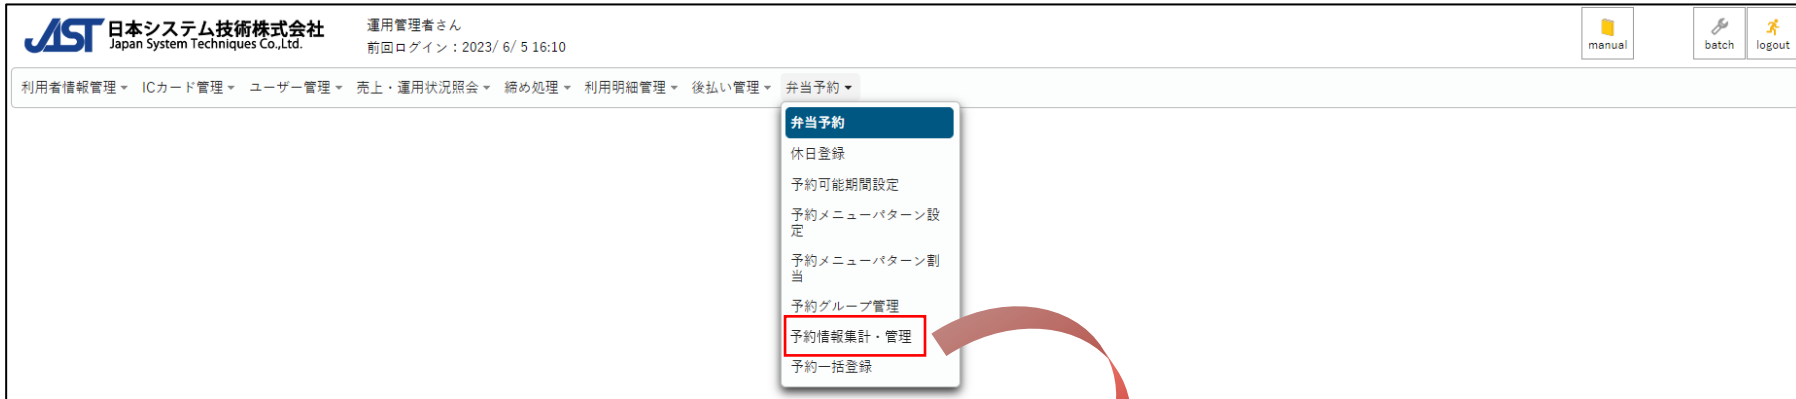 JAST 日本システム技術株式会社
Japan System Techniques Co.,Ltd.
運用管理者さん
前回ログイン：2023/ 6/ 5 16:10
manual
batch
logout
利用者情報管理 ICカード管理 ユーザー管理 売上・運用状況照会 締め処理 利用明細管理 後払い管理 弁当予約
弁当予約
休日登録
予約可能期間設定
予約メニューパターン設
定
予約メニューパターン割
当
予約グループ管理
予約情報集計・管理
予約一括登録